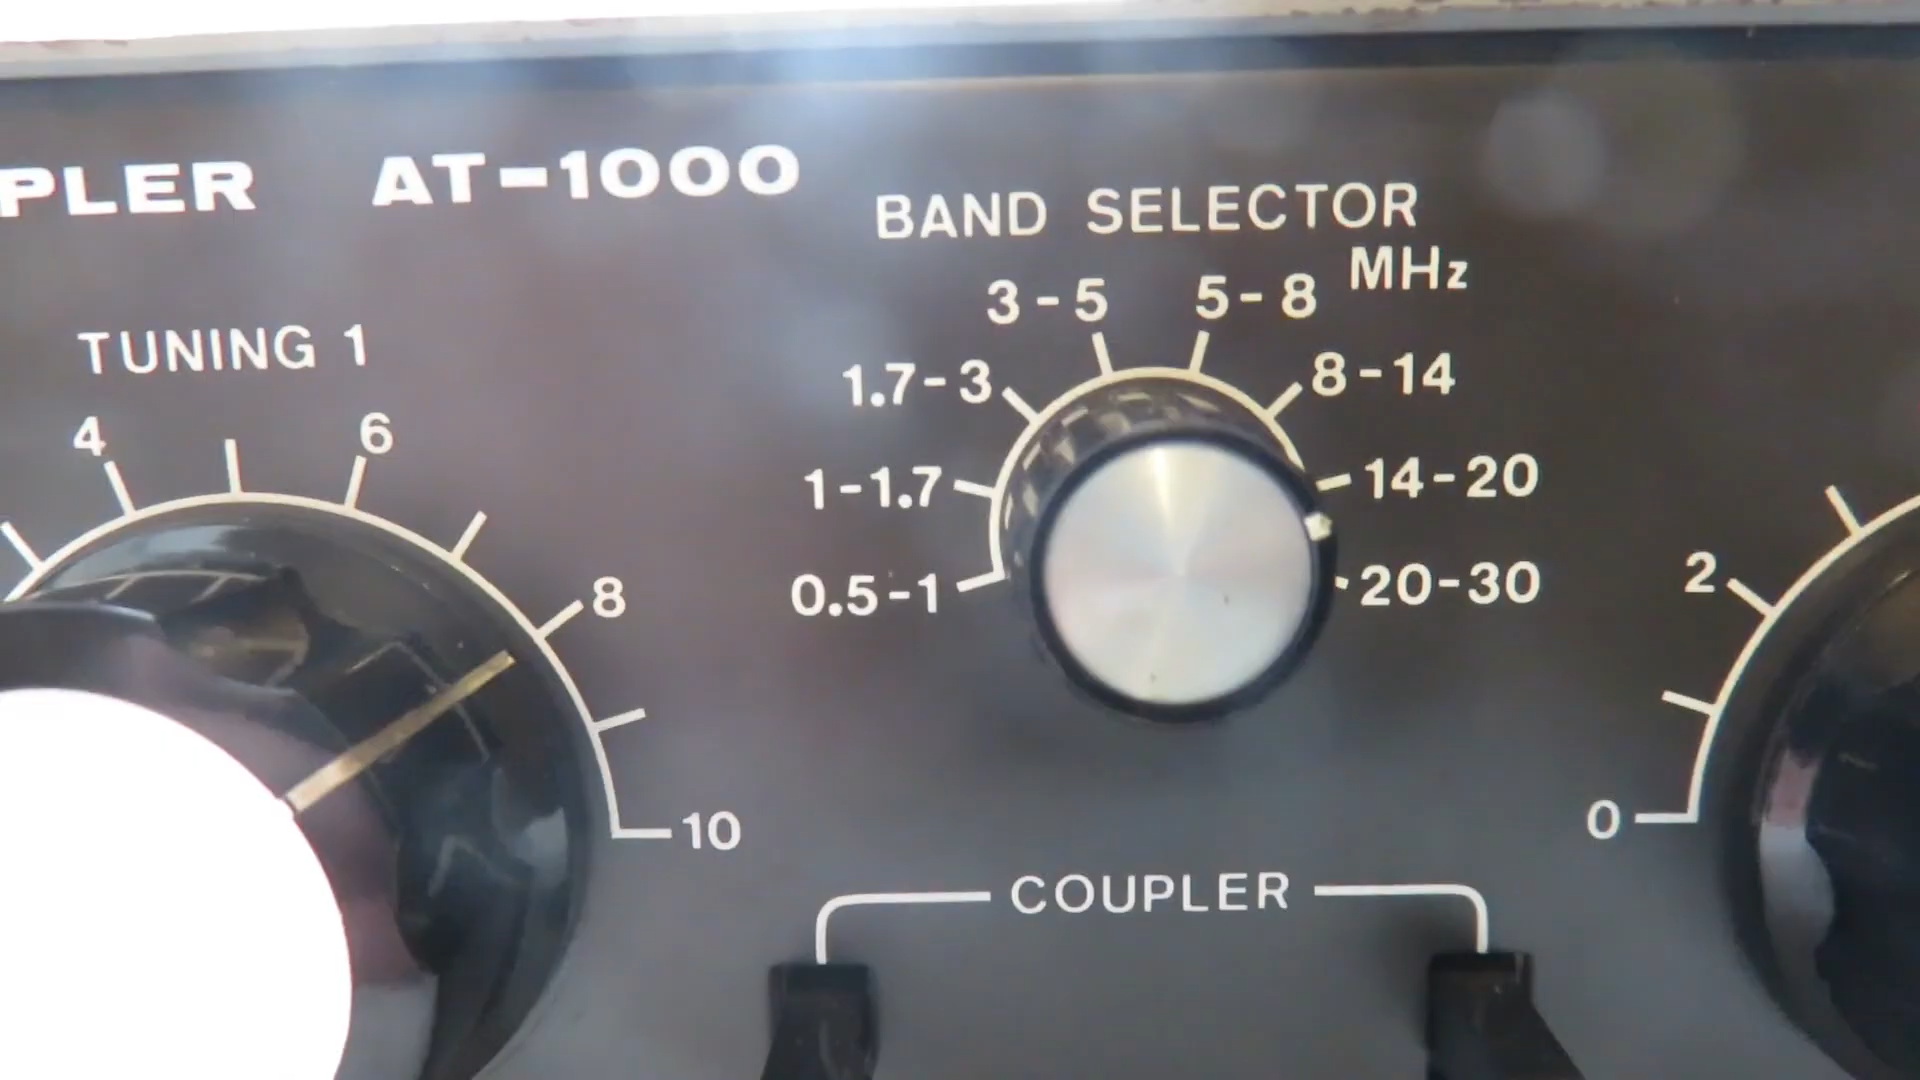 PLER AT-1000
BAND SELECTOR
MHz
3-5 5-8
TUNING 1
1.7-3 8-14
4 6
1-1.7 14-20
0.5-1 20-30
8 2
10 0
COUPLER